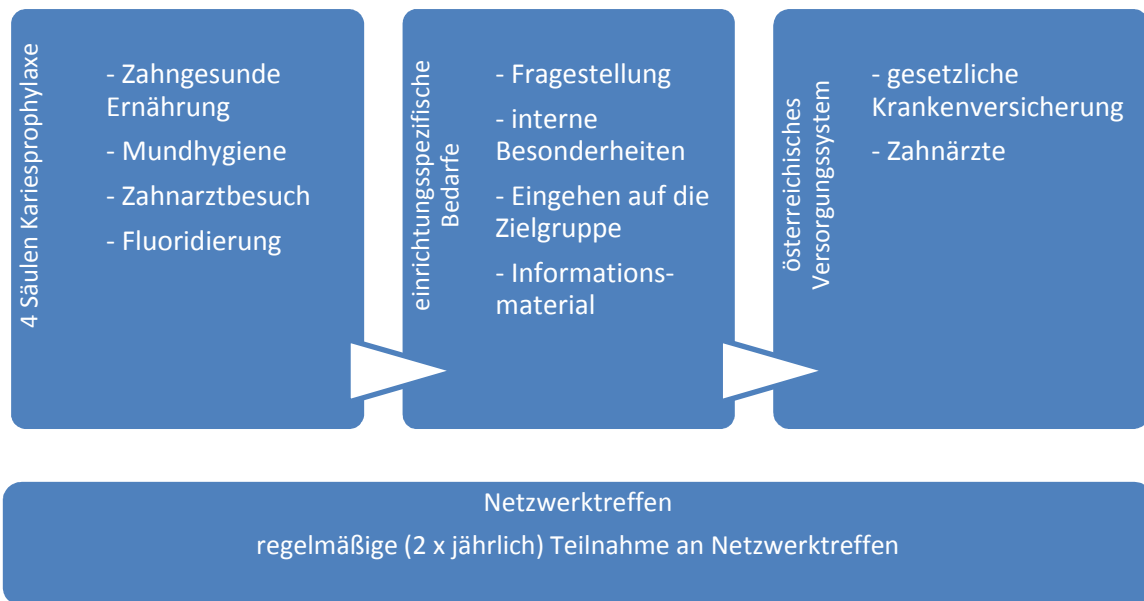 4 Säulen Kariesprophylaxe
- Zahngesunde
Ernährung
- Mundhygiene
- Zahnarztbesuch
- Fluoridierung
einrichtungsspezifische
Bedarfe
- Fragestellung
- interne
Besonderheiten
- Eingehen auf die
Zielgruppe
- Informations-
material
österreichisches
Versorgungssystem
- gesetzliche
Krankenversicherung
- Zahnärzte
Netzwerktreffen
regelmäßige (2 x jährlich) Teilnahme an Netzwerktreffen